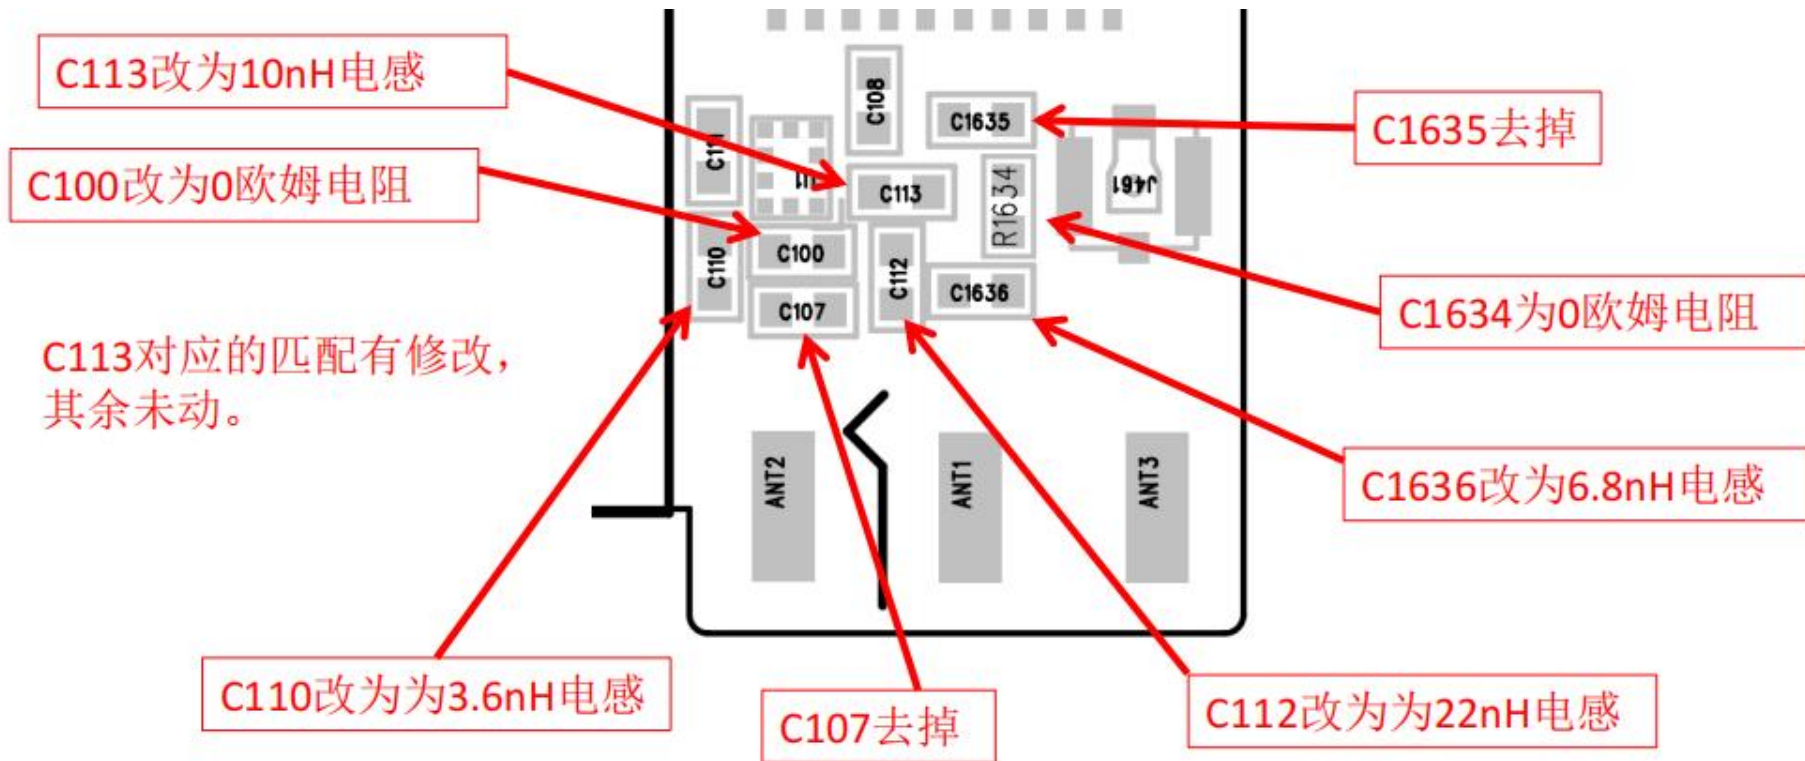 C113改为10nH电感
C108
C1635
C1635去掉
C111
C100改为0欧姆电阻
C113
R1634
J461
C110
C100
C112
C1636
C107
C1634为0欧姆电阻
C113对应的匹配有修改，
其余未动。
ANT2
ANT1
ANT3
C1636改为6.8nH电感
C110改为为3.6nH电感
C107去掉
C112改为为22nH电感